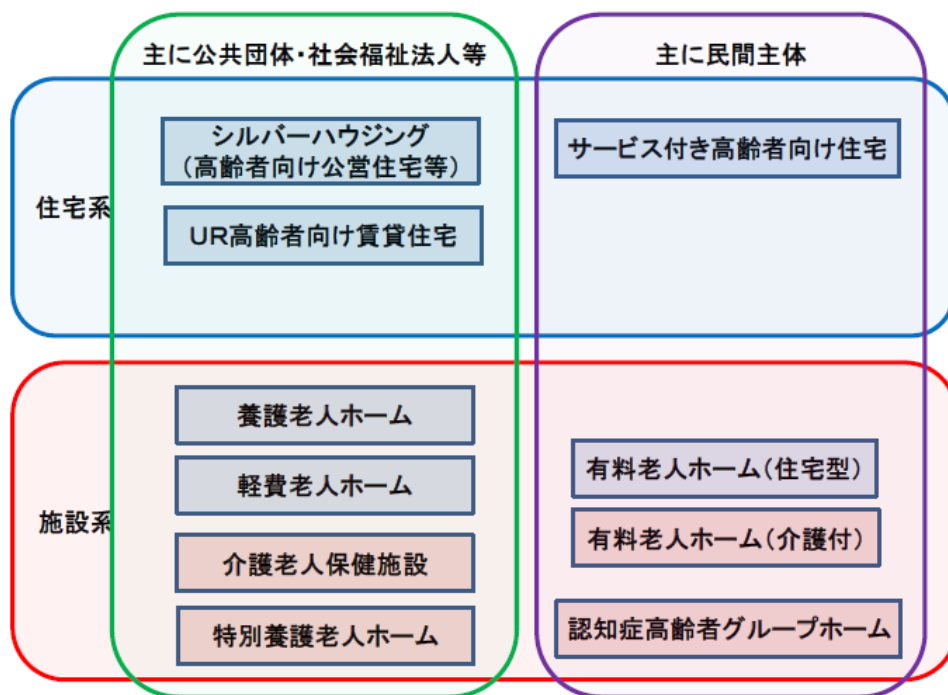 主に公共団体・社会福祉法人等
主に民間主体
住宅系
シルバーハウジング
(高齢者向け公営住宅等)
UR高齢者向け賃貸住宅
サービス付き高齢者向け住宅
施設系
養護老人ホーム
軽費老人ホーム
介護老人保健施設
特別養護老人ホーム
有料老人ホーム(住宅型)
有料老人ホーム(介護付)
認知症高齢者グループホーム